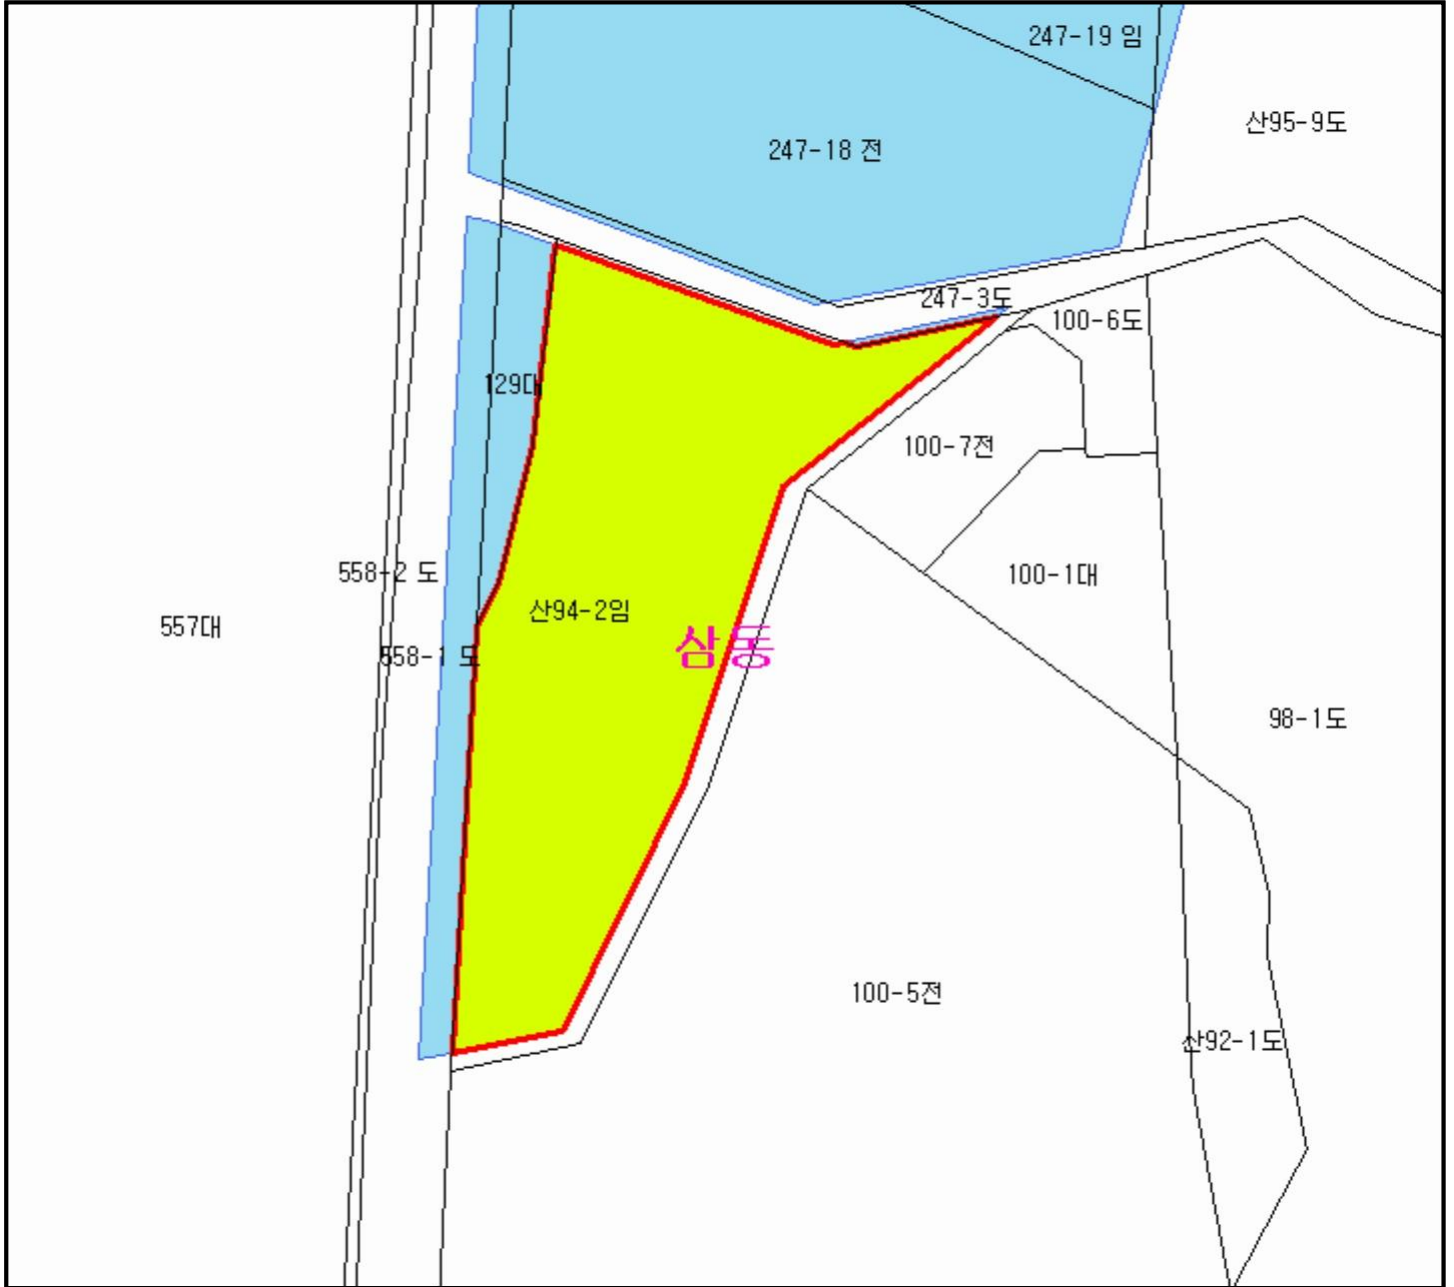 247-19 임
산95-9도
247-18 전
247-3도
100-6도
129대
100-7전
558-2 도
100-1대
산94-2임
557대
삼동
558-1 도
98-1도
100-5전
산92-1도